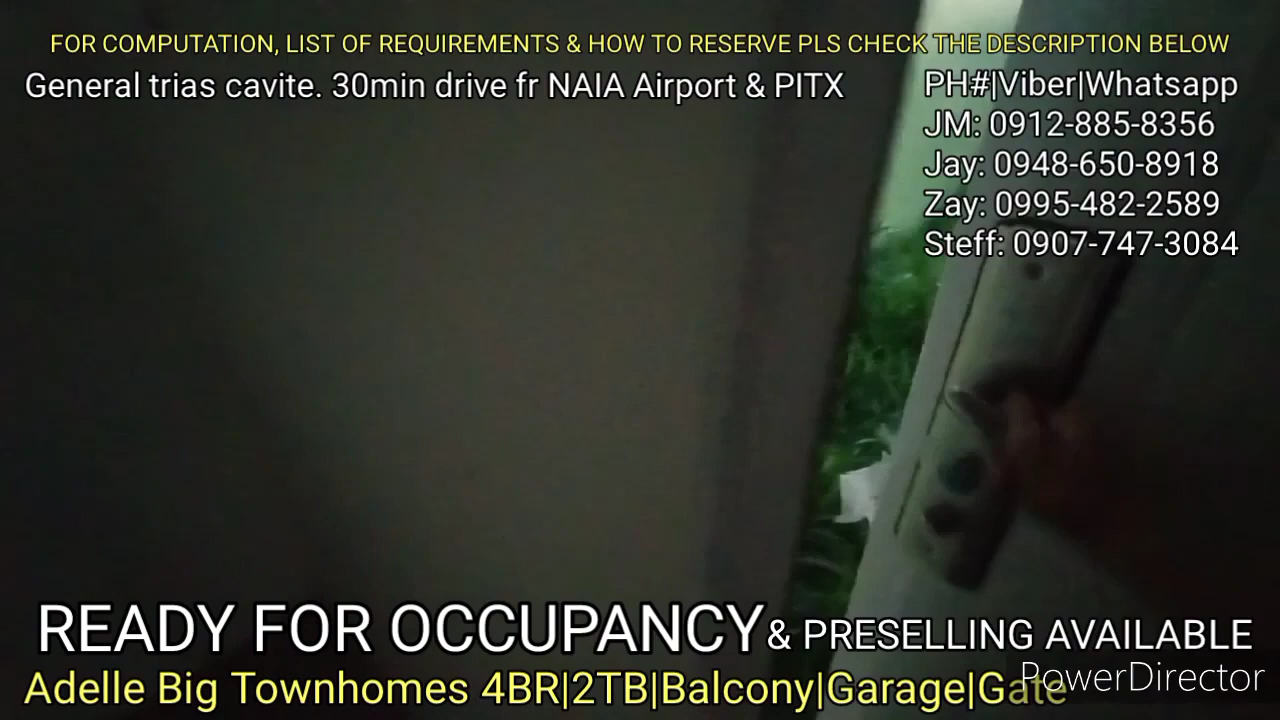 FOR COMPUTATION, LIST OF REQUIREMENTS & HOW TO RESERVE PLS CHECK THE DESCRIPTION BELOW
General trias cavite. 30min drive fr NAIA Airport & PITX
PH#|Viber|Whatsapp
JM: 0912-885-8356
Jay: 0948-650-8918
Zay: 0995-482-2589
Steff: 0907-747-3084
READY FOR OCCUPANCY & PRESELLING AVAILABLE
Adelle Big Townhomes 4BR|2TB|Balcony|Garage|Gate
PowerDirector